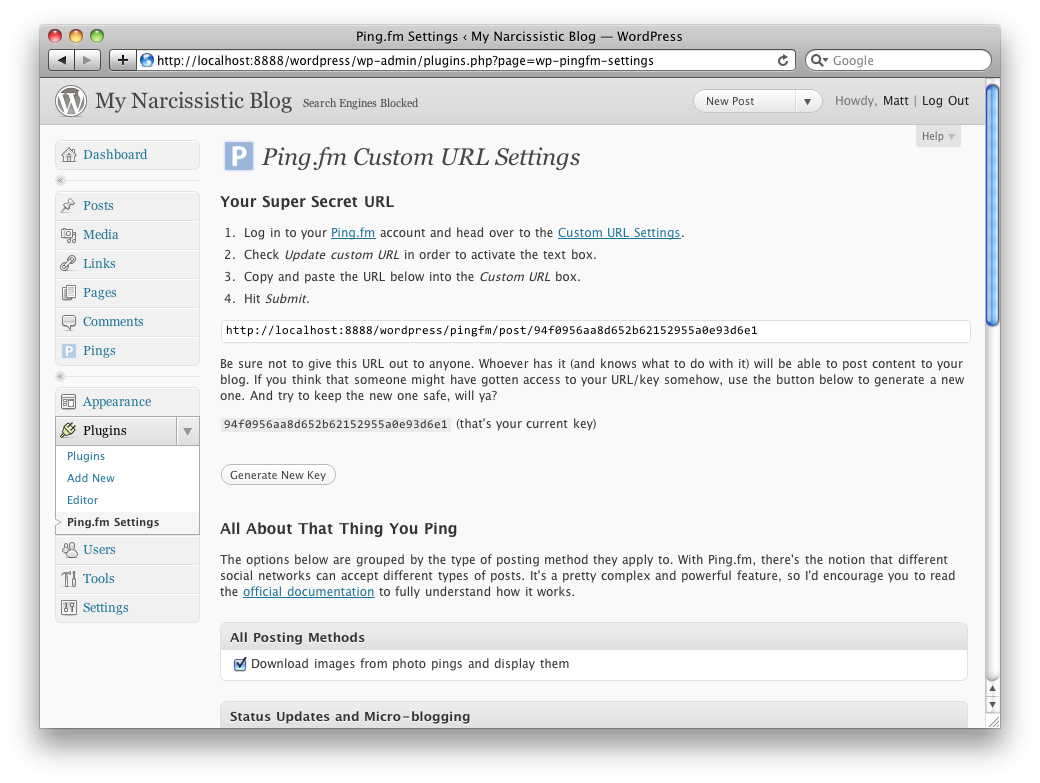 Ping.fm Settings ‹ My Narcissistic Blog — WordPress
http://localhost:8888/wordpress/wp-admin/plugins.php?page=wp-pingfm-settings
Google
My Narcissistic Blog
Search Engines Blocked
New Post
Howdy, Matt | Log Out
Help
Dashboard
Posts
Media
Links
Pages
Comments
Pings
Appearance
Plugins
Plugins
Add New
Editor
Ping.fm Settings
Users
Tools
Settings
P Ping.fm Custom URL Settings
Your Super Secret URL
1. Log in to your Ping.fm account and head over to the Custom URL Settings.
2. Check Update custom URL in order to activate the text box.
3. Copy and paste the URL below into the Custom URL box.
4. Hit Submit.
http://localhost:8888/wordpress/pingfm/post/94f0956aa8d652b62152955a0e93d6e1
Be sure not to give this URL out to anyone. Whoever has it (and knows what to do with it) will be able to post content to your
blog. If you think that someone might have gotten access to your URL/key somehow, use the button below to generate a new
one. And try to keep the new one safe, will ya?
94f0956aa8d652b62152955a0e93d6e1 (that's your current key)
Generate New Key
All About That Thing You Ping
The options below are grouped by the type of posting method they apply to. With Ping.fm, there's the notion that different
social networks can accept different types of posts. It's a pretty complex and powerful feature, so I'd encourage you to read
the official documentation to fully understand how it works.
All Posting Methods
Download images from photo pings and display them
Status Updates and Micro-blogging